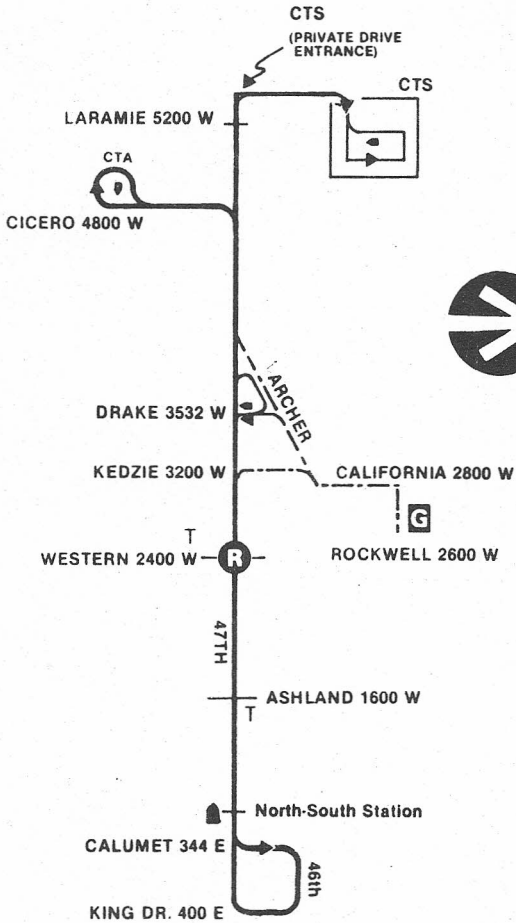 CTS
(PRIVATE DRIVE
ENTRANCE)
CTS
LARAMIE 5200 W
CTA
CICERO 4800 W
ARCHER
DRAKE 3532 W
KEDZIE 3200 W
CALIFORNIA 2800 W
G
T
WESTERN 2400 W
R
ROCKWELL 2600 W
47TH
ASHLAND 1600 W
T
North-South Station
CALUMET 344 E
46th
KING DR. 400 E